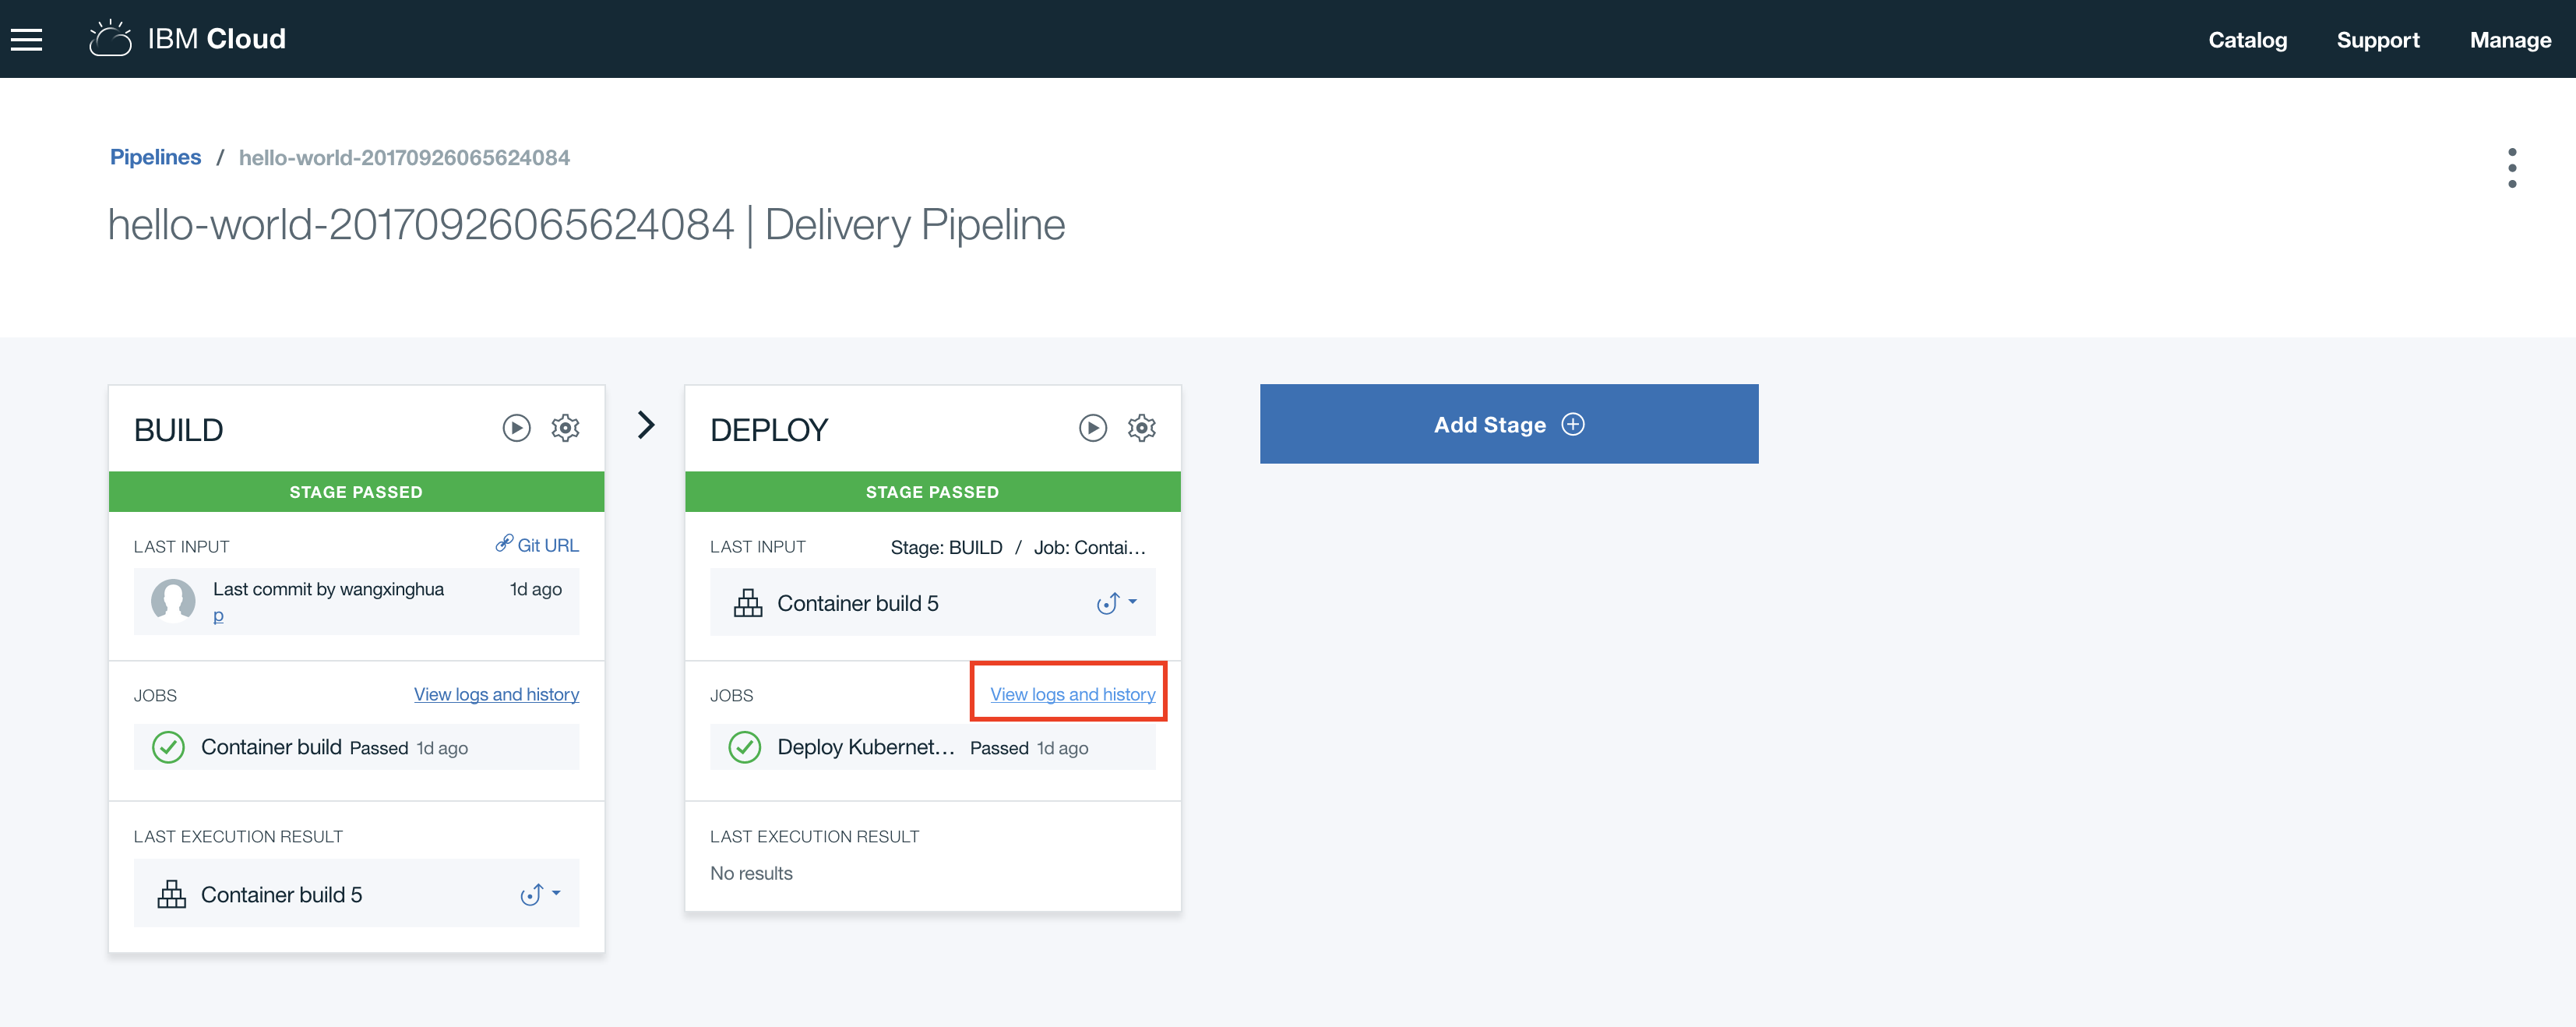 IBM Cloud
Catalog Support Manage
Pipelines / hello-world-20170926065624084
hello-world-20170926065624084 | Delivery Pipeline
BUILD
STAGE PASSED
LAST INPUT Git URL
Last commit by wangxinghua 1d ago
p
JOBS View logs and history
Container build Passed 1d ago
LAST EXECUTION RESULT
Container build 5
DEPLOY
STAGE PASSED
LAST INPUT Stage: BUILD / Job: Contai...
Container build 5
JOBS View logs and history
Deploy Kubernet... Passed 1d ago
LAST EXECUTION RESULT
No results
Add Stage